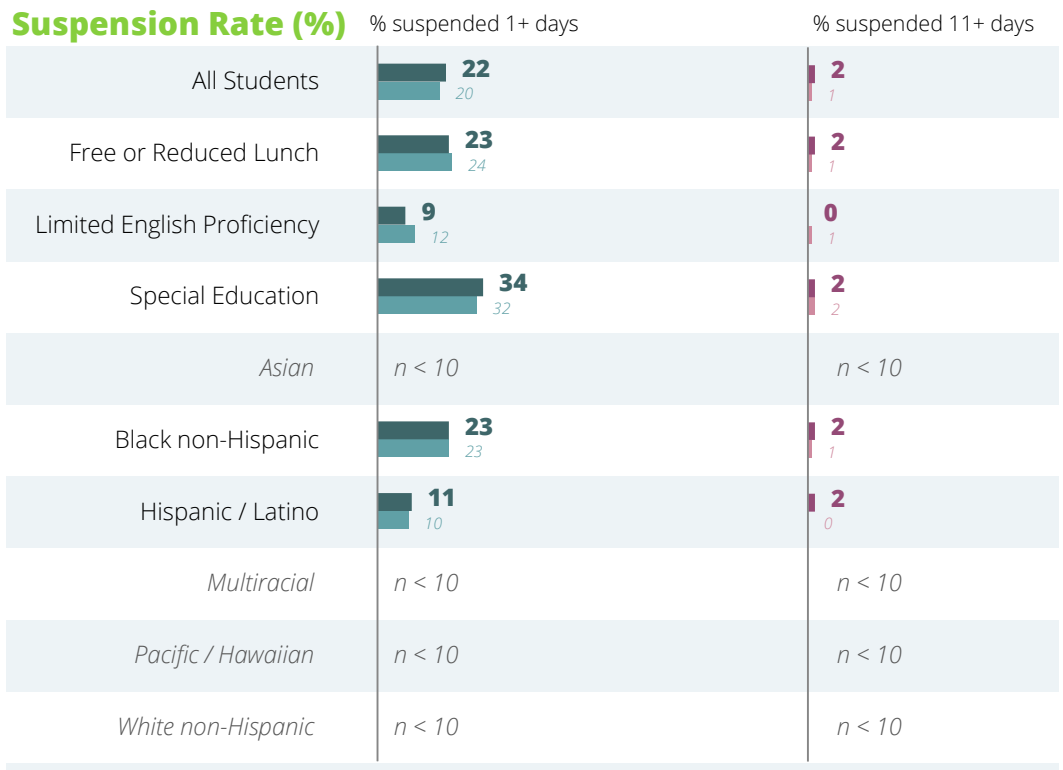 Suspension Rate (%) % suspended 1+ days % suspended 11+ days
All Students 22 2
20 1
Free or Reduced Lunch 23 2
24 1
Limited English Proficiency 9 0
12 1
Special Education 34 2
32 2
Asian n < 10 n < 10
Black non-Hispanic 23 2
23 1
Hispanic / Latino 11 2
10 0
Multiracial n < 10 n < 10
Pacific / Hawaiian n < 10 n < 10
White non-Hispanic n < 10 n < 10